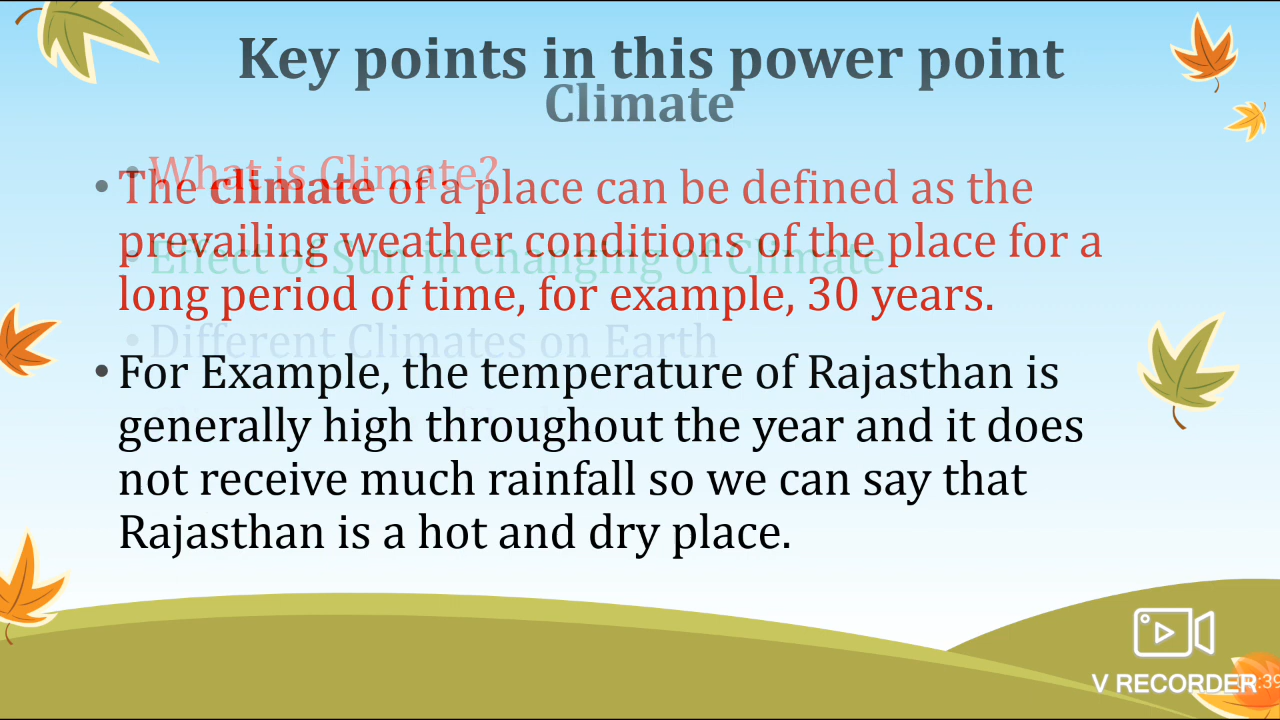 Key points in this power point
Climate
• What is Climate?
• The climate of a place can be defined as the
prevailing weather conditions of the place for a
• Effect of Sun in changing of Climate
long period of time, for example, 30 years.
• Different Climates on Earth
• For Example, the temperature of Rajasthan is
generally high throughout the year and it does
not receive much rainfall so we can say that
Rajasthan is a hot and dry place.
V RECORDER
:39